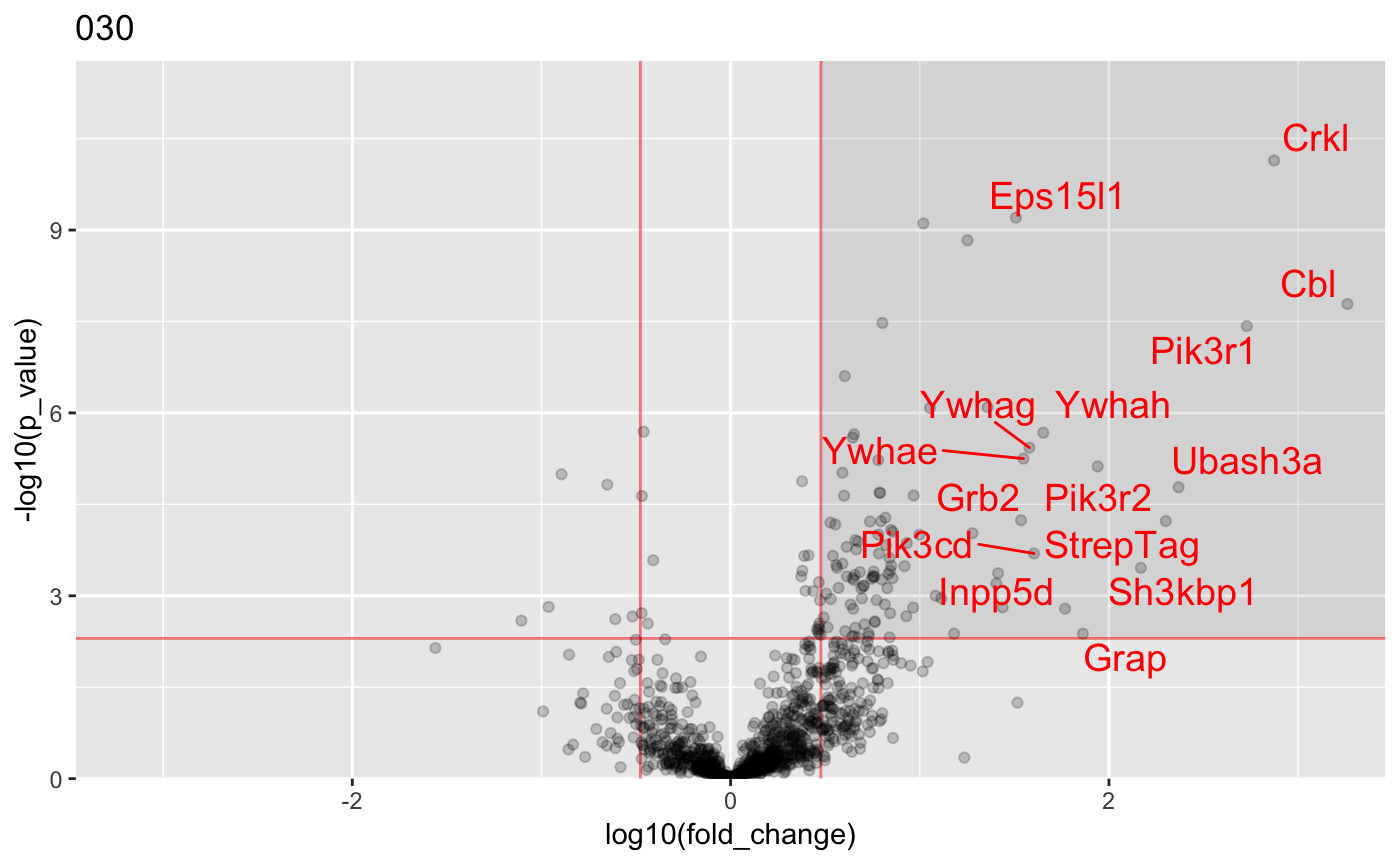 030
Crkl
Eps15l1
9
Cbl
Pik3r1
Ywhag Ywhah
6
Ywhae
Ubash3a
Grb2 Pik3r2
Pik3cd StrepTag
Inpp5d Sh3kbp1
3
Grap
0
-2 0 2
log10(fold_change)
-log10(p_value)